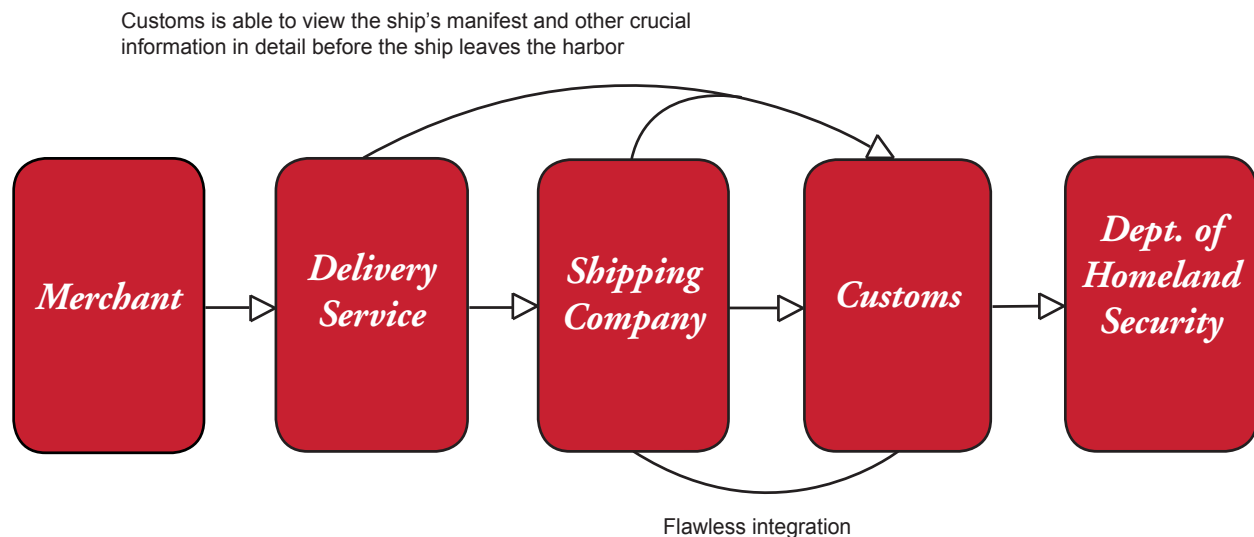 Customs is able to view the ship’s manifest and other crucial
information in detail before the ship leaves the harbor
Merchant
Delivery
Service
Shipping
Company
Customs
Dept. of
Homeland
Security
Flawless integration